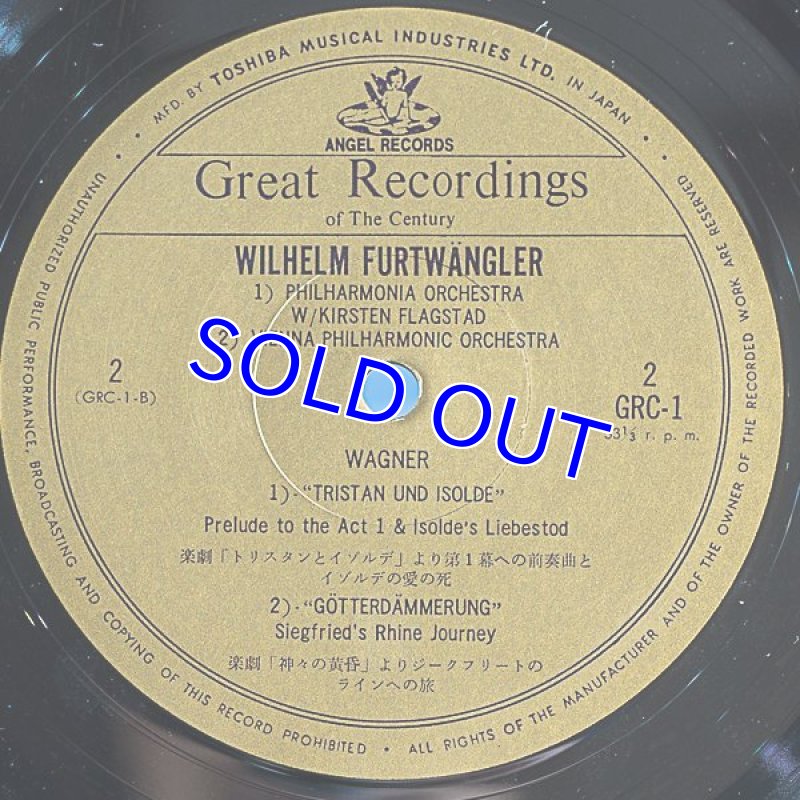 MFD. BY TOSHIBA MUSICAL INDUSTRIES LTD. IN JAPAN
ANGEL RECORDS
Great Recordings
of The Century
WILHELM FURTWÄNGLER
1) PHILHARMONIA ORCHESTRA
W/KIRSTEN FLAGSTAD
2) VIENNA PHILHARMONIC ORCHESTRA
2
(GRC-1-B)
2
GRC-1
33⅓ r. p. m.
SOLD OUT
WAGNER
1)・"TRISTAN UND ISOLDE"
Prelude to the Act 1 & Isolde's Liebestod
楽劇「トリスタンとイゾルデ」より第1幕への前奏曲と
イゾルデの愛の死
2)・"GÖTTERDÄMMERUNG"
Siegfried's Rhine Journey
楽劇「神々の黄昏」よりジークフリートの
ラインへの旅
UNAUTHORIZED PUBLIC PERFORMANCE, BROADCASTING AND COPYING OF THIS RECORD PROHIBITED • ALL RIGHTS OF THE MANUFACTURER AND OF THE OWNER OF THE RECORDED WORK ARE RESERVED